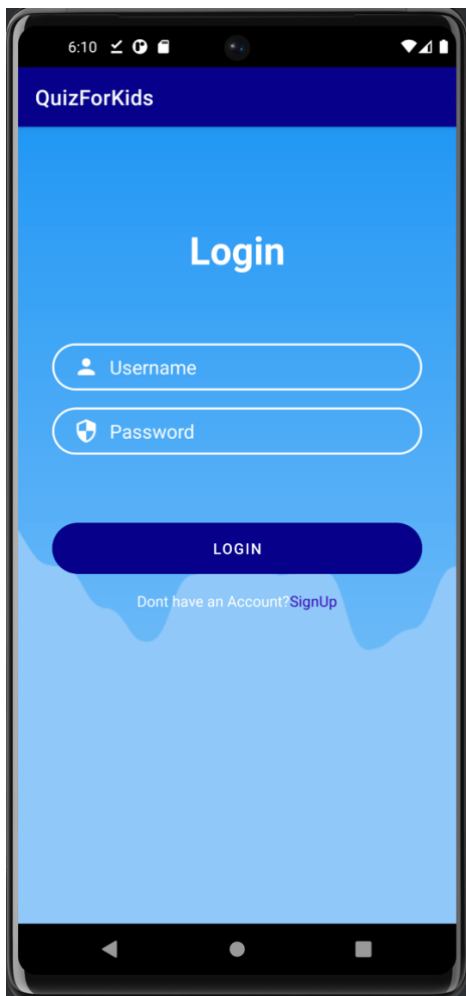 6:10
QuizForKids
Login
Username
Password
LOGIN
Dont have an Account?SignUp